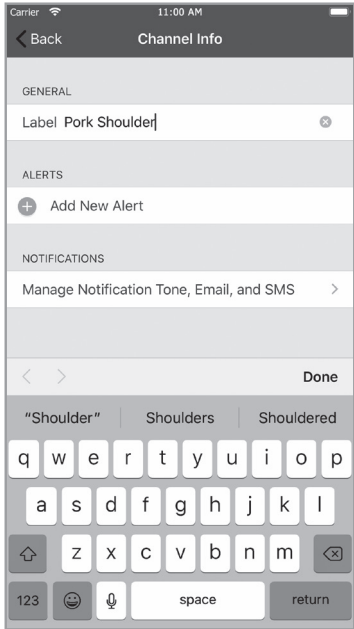 Carrier 11:00 AM
Back Channel Info
GENERAL
Label Pork Shoulder
ALERTS
Add New Alert
NOTIFICATIONS
Manage Notification Tone, Email, and SMS
Done
“Shoulder” Shoulders Shouldered
q w e r t y u i o p
a s d f g h j k l
z x c v b n m
123 space return